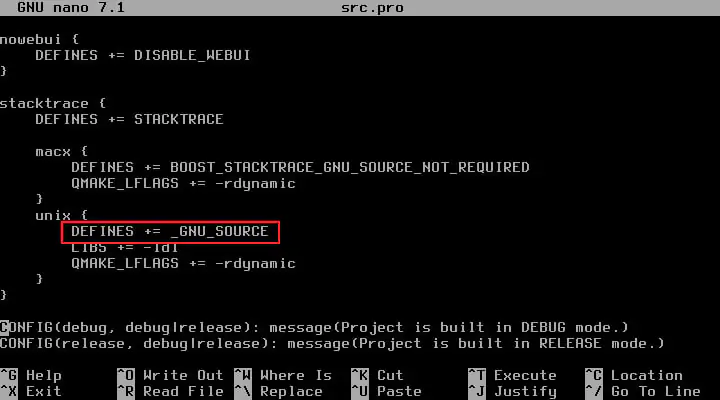 GNU nano 7.1 src.pro
nowebui {
DEFINES += DISABLE_WEBUI
}
stacktrace {
DEFINES += STACKTRACE
macx {
DEFINES += BOOST_STACKTRACE_GNU_SOURCE_NOT_REQUIRED
QMAKE_LFLAGS += -rdynamic
}
unix {
DEFINES += _GNU_SOURCE
LIBS += -ldl
QMAKE_LFLAGS += -rdynamic
}
}
CONFIG(debug, debug|release): message(Project is built in DEBUG mode.)
CONFIG(release, debug|release): message(Project is built in RELEASE mode.)
^G Help ^O Write Out ^W Where Is ^K Cut ^T Execute ^C Location
^X Exit ^R Read File ^\ Replace ^U Paste ^J Justify ^/ Go To Line